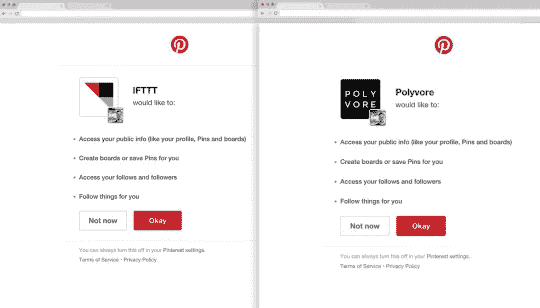 IFTTT
would like to:
• Access your public info (like your profile, Pins and boards)
• Create boards or save Pins for you
• Access your follows and followers
• Follow things for you
Not now
Okay
You can always turn this off in your Pinterest settings.
Terms of Service • Privacy Policy
POLY
VORE
Polyvore
would like to:
• Access your public info (like your profile, Pins and boards)
• Create boards or save Pins for you
• Access your follows and followers
• Follow things for you
Not now
Okay
You can always turn this off in your Pinterest settings.
Terms of Service • Privacy Policy